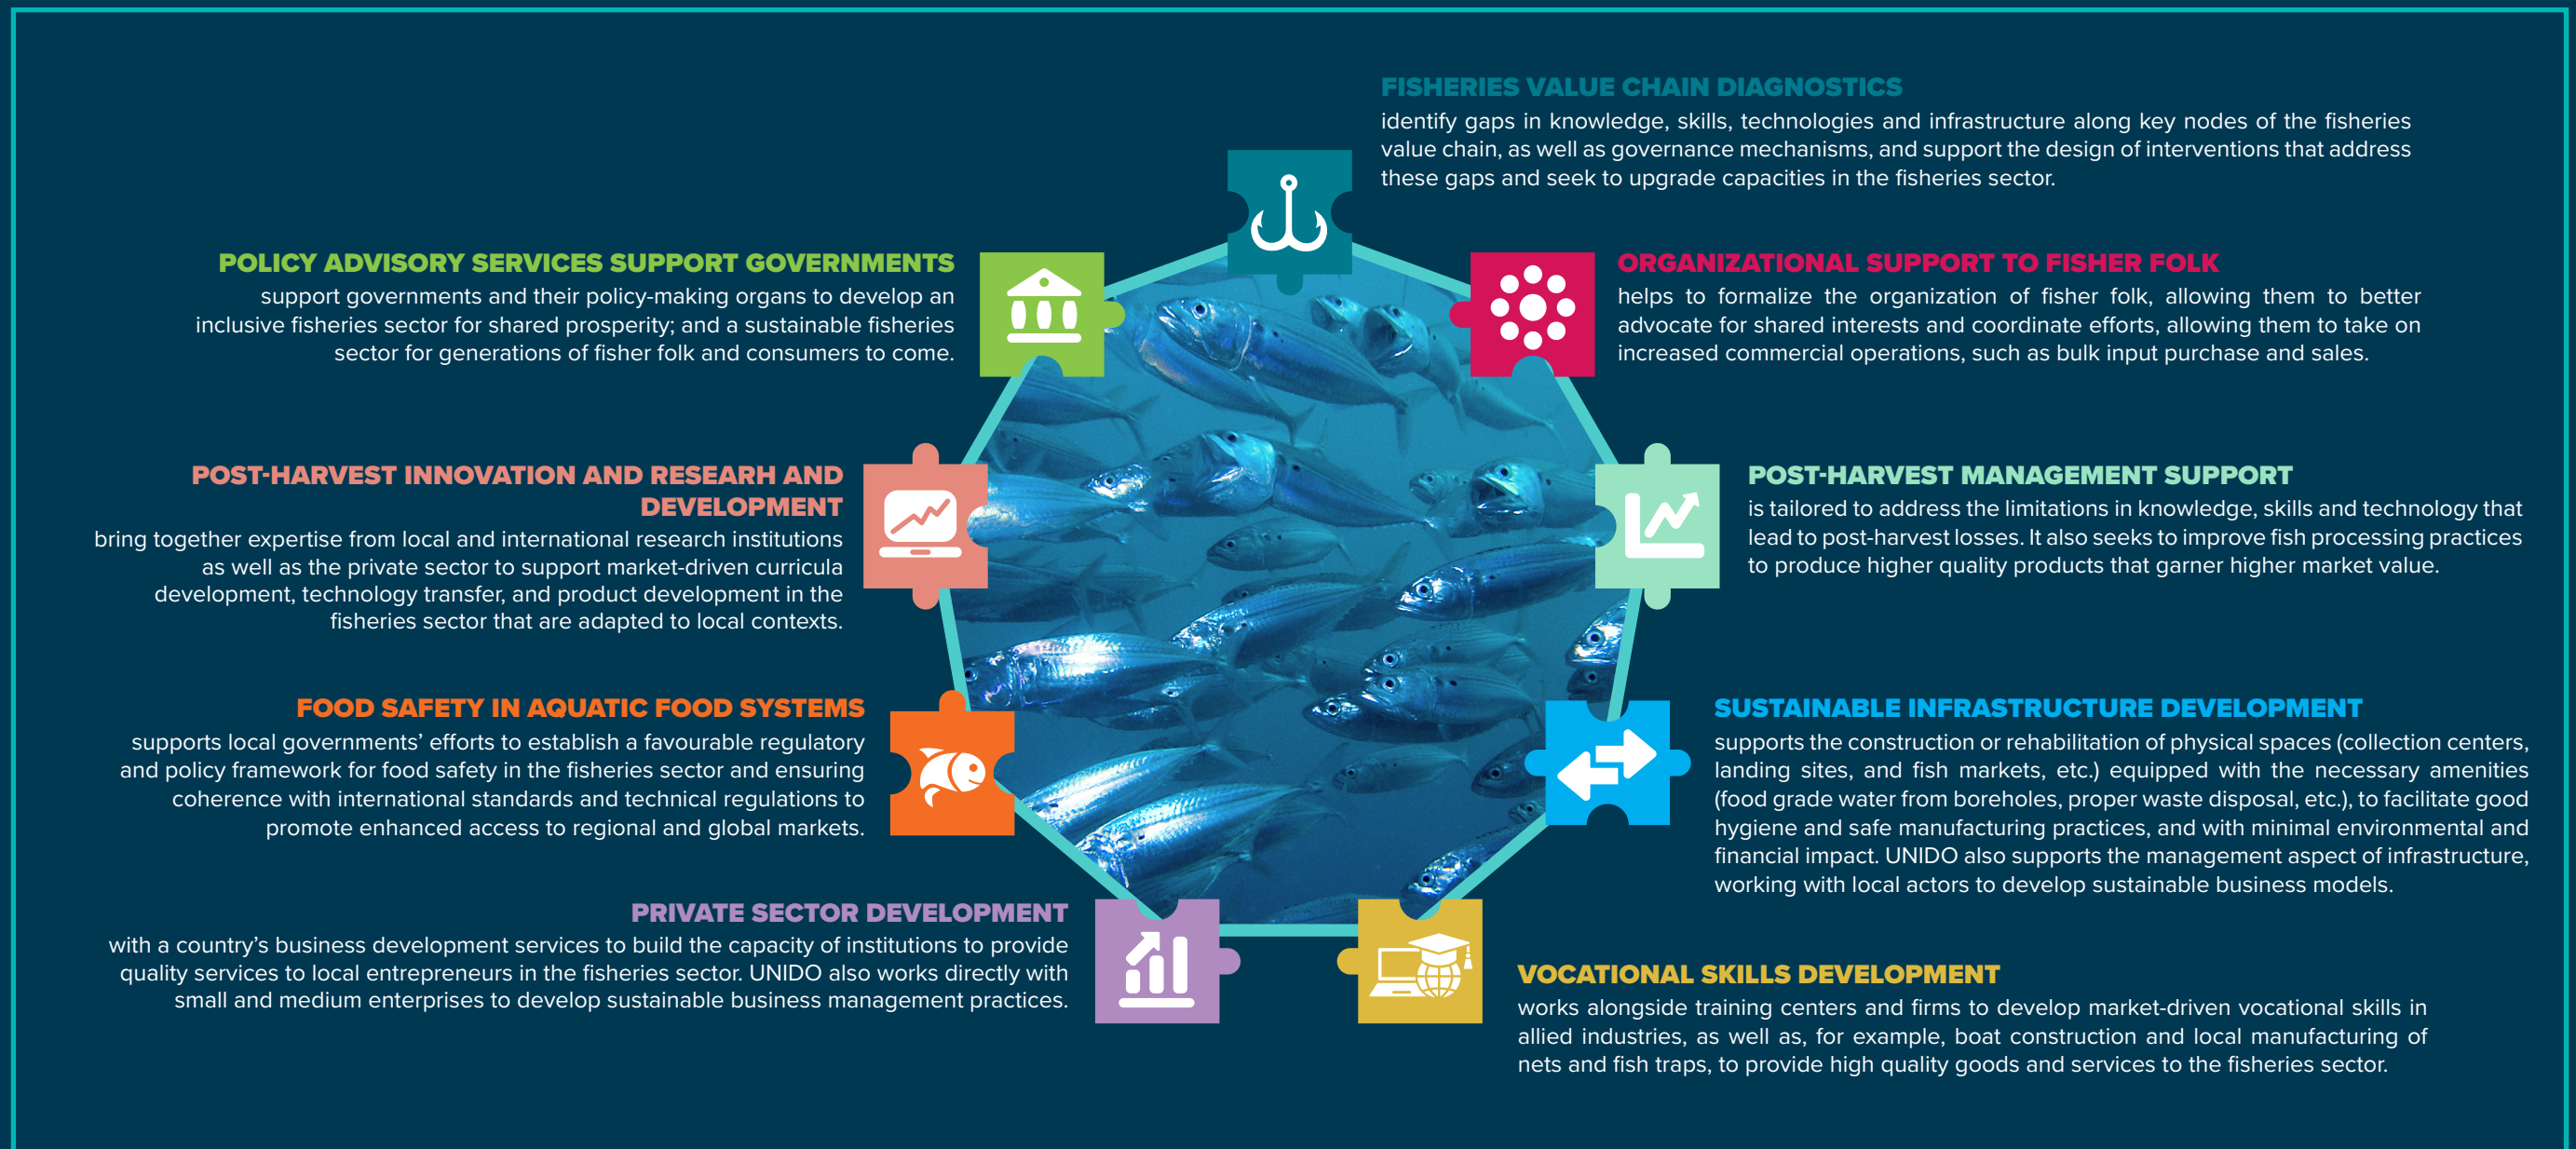 FISHERIES VALUE CHAIN DIAGNOSTICS
identify gaps in knowledge, skills, technologies and infrastructure along key nodes of the fisheries
value chain, as well as governance mechanisms, and support the design of interventions that address
these gaps and seek to upgrade capacities in the fisheries sector.
POLICY ADVISORY SERVICES SUPPORT GOVERNMENTS
support governments and their policy-making organs to develop an
inclusive fisheries sector for shared prosperity; and a sustainable fisheries
sector for generations of fisher folk and consumers to come.
ORGANIZATIONAL SUPPORT TO FISHER FOLK
helps to formalize the organization of fisher folk, allowing them to better
advocate for shared interests and coordinate efforts, allowing them to take on
increased commercial operations, such as bulk input purchase and sales.
POST-HARVEST INNOVATION AND RESEARH AND
DEVELOPMENT
bring together expertise from local and international research institutions
as well as the private sector to support market-driven curricula
development, technology transfer, and product development in the
fisheries sector that are adapted to local contexts.
POST-HARVEST MANAGEMENT SUPPORT
is tailored to address the limitations in knowledge, skills and technology that
lead to post-harvest losses. It also seeks to improve fish processing practices
to produce higher quality products that garner higher market value.
FOOD SAFETY IN AQUATIC FOOD SYSTEMS
supports local governments' efforts to establish a favourable regulatory
and policy framework for food safety in the fisheries sector and ensuring
coherence with international standards and technical regulations to
promote enhanced access to regional and global markets.
SUSTAINABLE INFRASTRUCTURE DEVELOPMENT
supports the construction or rehabilitation of physical spaces (collection centers,
landing sites, and fish markets, etc.) equipped with the necessary amenities
(food grade water from boreholes, proper waste disposal, etc.), to facilitate good
hygiene and safe manufacturing practices, and with minimal environmental and
financial impact. UNIDO also supports the management aspect of infrastructure,
working with local actors to develop sustainable business models.
PRIVATE SECTOR DEVELOPMENT
with a country's business development services to build the capacity of institutions to provide
quality services to local entrepreneurs in the fisheries sector. UNIDO also works directly with
small and medium enterprises to develop sustainable business management practices.
VOCATIONAL SKILLS DEVELOPMENT
works alongside training centers and firms to develop market-driven vocational skills in
allied industries, as well as, for example, boat construction and local manufacturing of
nets and fish traps, to provide high quality goods and services to the fisheries sector.